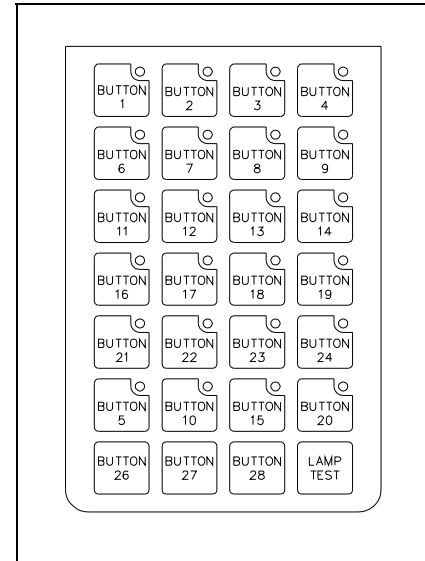 BUTTON 1 BUTTON 2 BUTTON 3 BUTTON 4
BUTTON 6 BUTTON 7 BUTTON 8 BUTTON 9
BUTTON 11 BUTTON 12 BUTTON 13 BUTTON 14
BUTTON 16 BUTTON 17 BUTTON 18 BUTTON 19
BUTTON 21 BUTTON 22 BUTTON 23 BUTTON 24
BUTTON 5 BUTTON 10 BUTTON 15 BUTTON 20
BUTTON 26 BUTTON 27 BUTTON 28 LAMP TEST